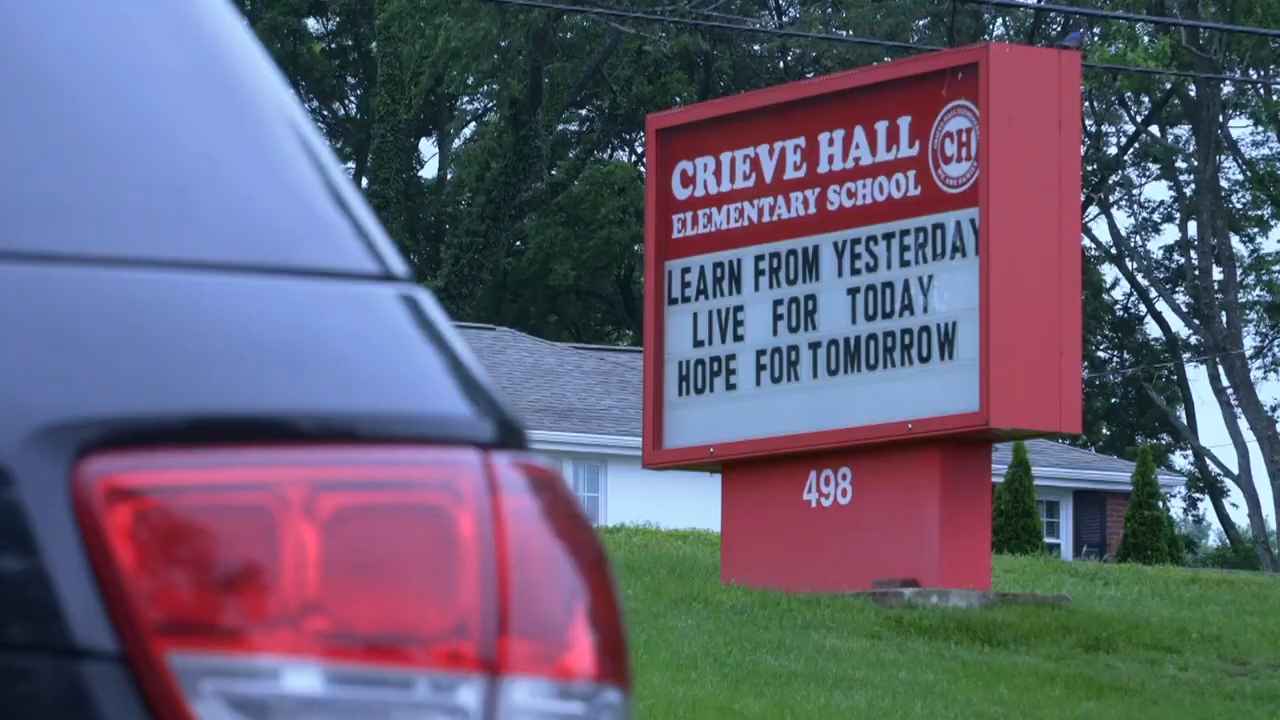 CRIEVE HALL
ELEMENTARY SCHOOL
CH
LEARN FROM YESTERDAY
LIVE FOR TODAY
HOPE FOR TOMORROW
498